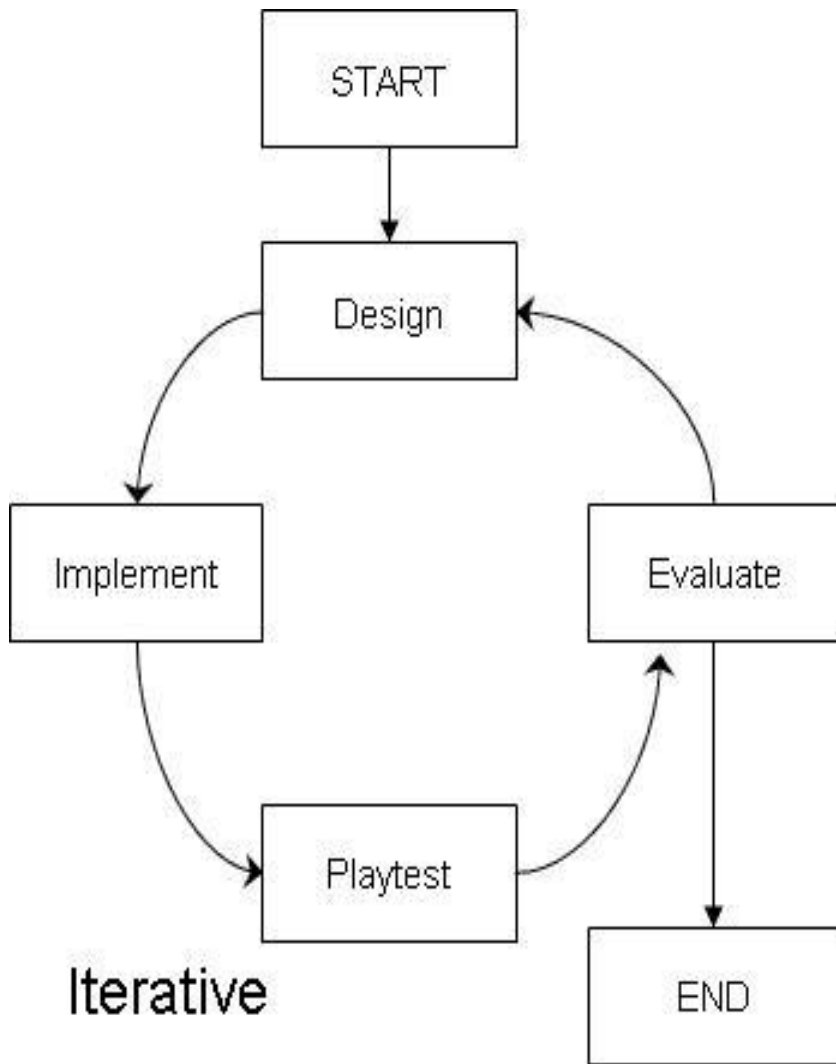 START
Design
Implement
Evaluate
Playtest
Iterative
END